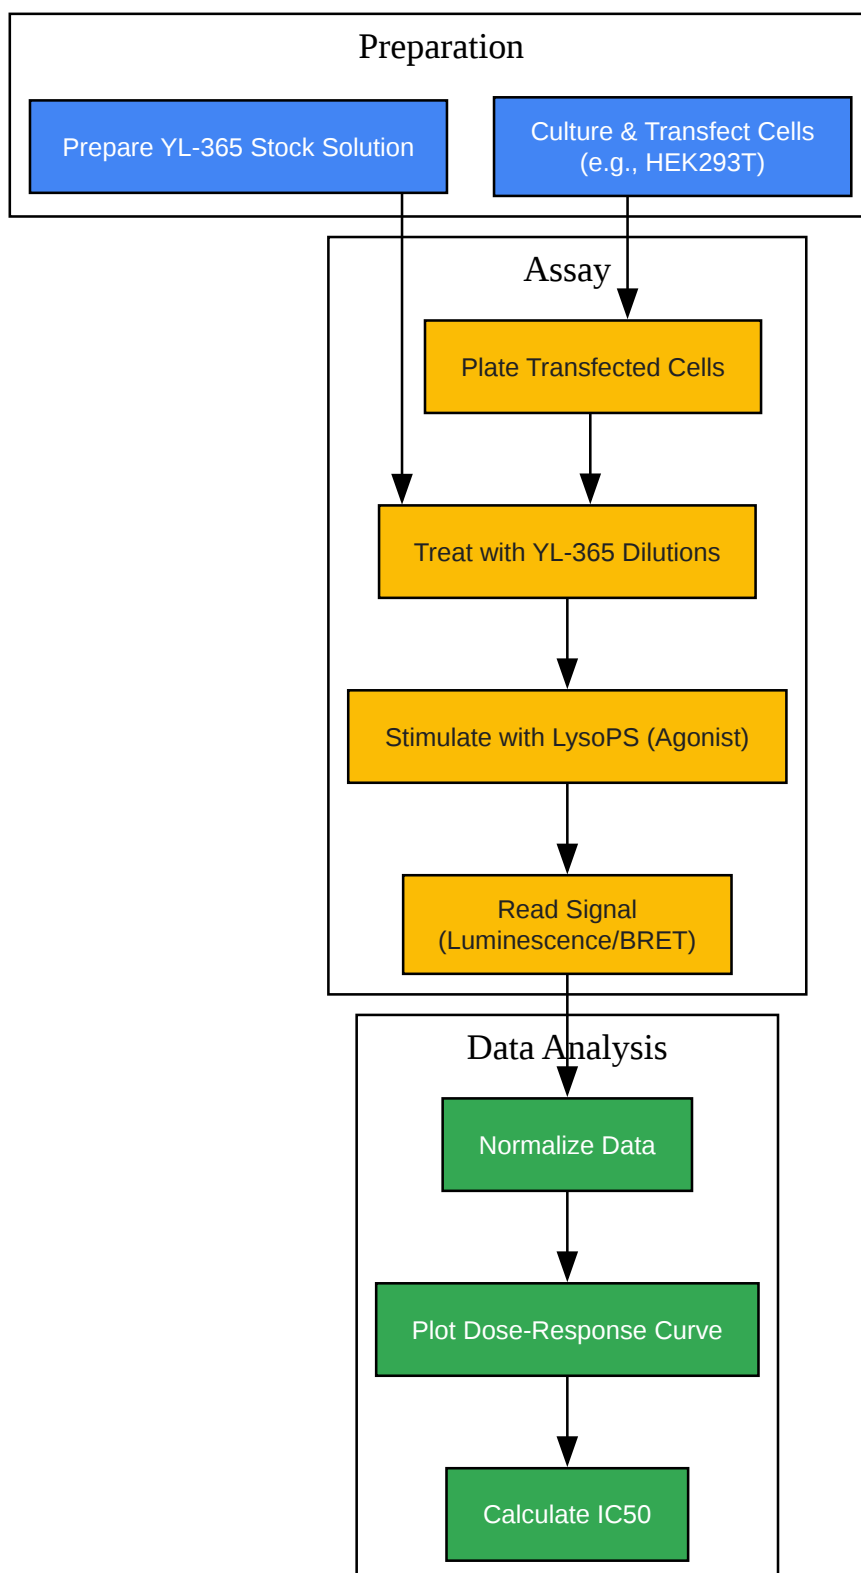 Preparation
Prepare YL-365 Stock Solution
Culture & Transfect Cells
(e.g., HEK293T)
Assay
Plate Transfected Cells
Treat with YL-365 Dilutions
Stimulate with LysoPS (Agonist)
Read Signal
(Luminescence/BRET)
Data Analysis
Normalize Data
Plot Dose-Response Curve
Calculate IC50